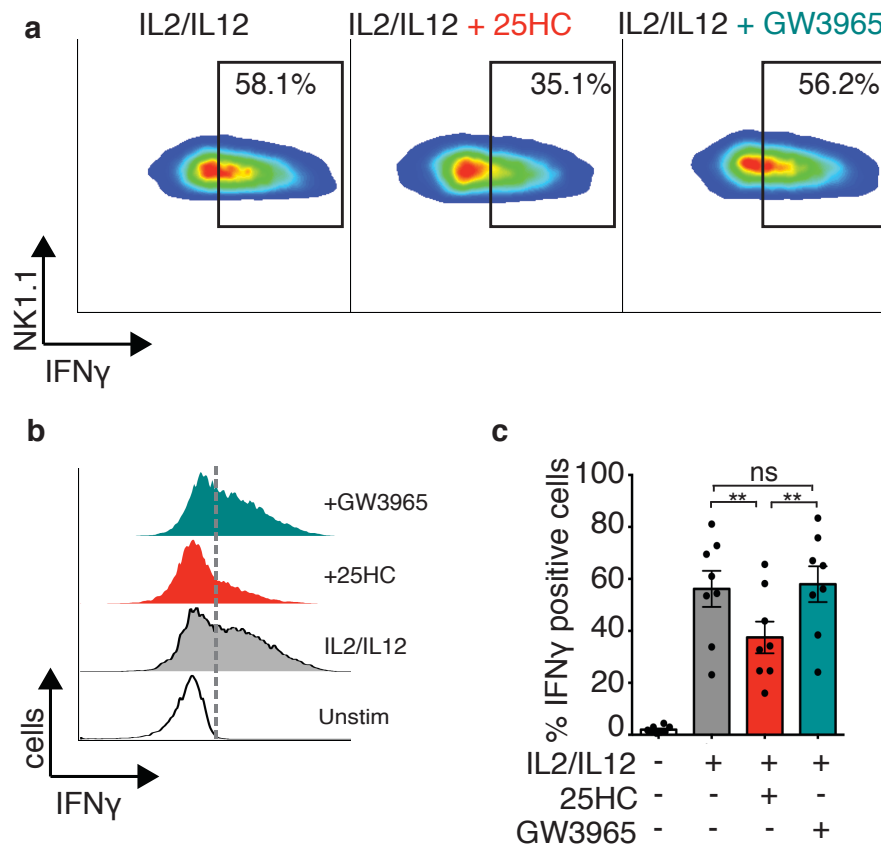 a
IL2/IL12
IL2/IL12 + 25HC
IL2/IL12 + GW3965
58.1%
35.1%
56.2%
NK1.1
IFNγ
b
+GW3965
+25HC
IL2/IL12
Unstim
cells
IFNγ
c
% IFNγ positive cells
100
80
60
40
20
0
ns
** **
IL2/IL12 - + + +
25HC - - + -
GW3965 - - - +